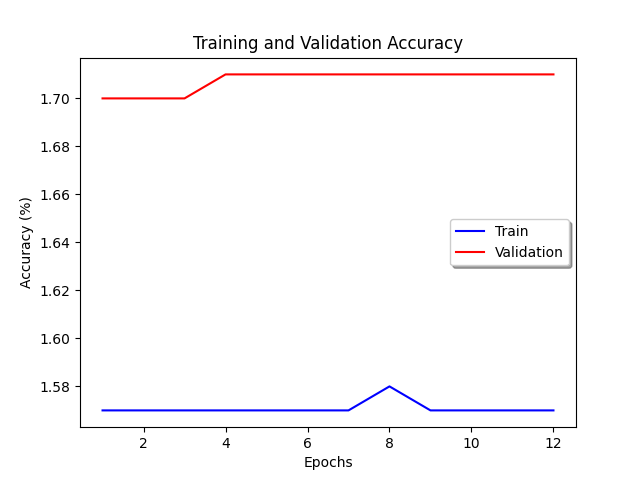 Training and Validation Accuracy
Accuracy (%)
1.70
1.68
1.66
1.64
1.62
1.60
1.58
Train
Validation
2 4 6 8 10 12
Epochs